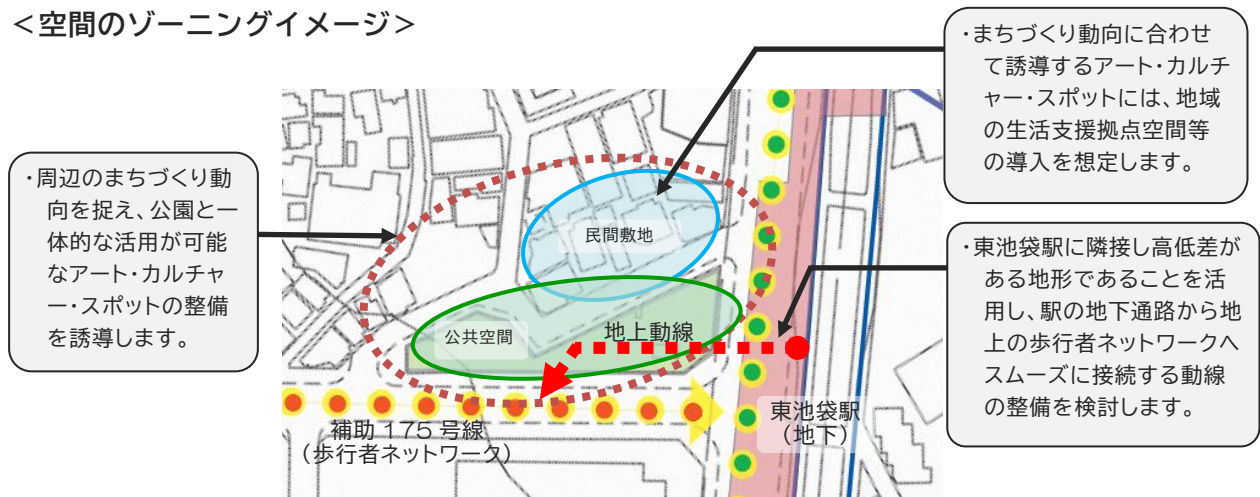 ＜空間のゾーニングイメージ＞
・まちづくり動向に合わせ
て誘導するアート・カルチ
ャー・スポットには、地域
の生活支援拠点空間等
の導入を想定します。
・周辺のまちづくり動
向を捉え、公園と一
体的な活用が可能
なアート・カルチャ
ー・スポットの整備
を誘導します。
民間敷地
・東池袋駅に隣接し高低差が
ある地形であることを活
用し、駅の地下通路から地
上の歩行者ネットワークへ
スムーズに接続する動線
の整備を検討します。
公共空間
地上動線
東池袋駅
（地下）
補助 175 号線
（歩行者ネットワーク）